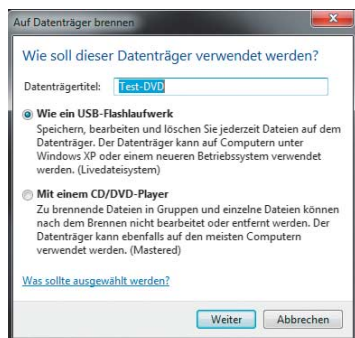 Auf Datenträger brennen
Wie soll dieser Datenträger verwendet werden?
Datenträgertitel: Test-DVD
Wie ein USB-Flashlaufwerk
Speichern, bearbeiten und löschen Sie jederzeit Dateien auf dem
Datenträger. Der Datenträger kann auf Computern unter
Windows XP oder einem neueren Betriebssystem verwendet
werden. (Livedateisystem)
Mit einem CD/DVD-Player
Zu brennende Dateien in Gruppen und einzelne Dateien können
nach dem Brennen nicht bearbeitet oder entfernt werden. Der
Datenträger kann ebenfalls auf den meisten Computern
verwendet werden. (Mastered)
Was sollte ausgewählt werden?
Weiter Abbrechen